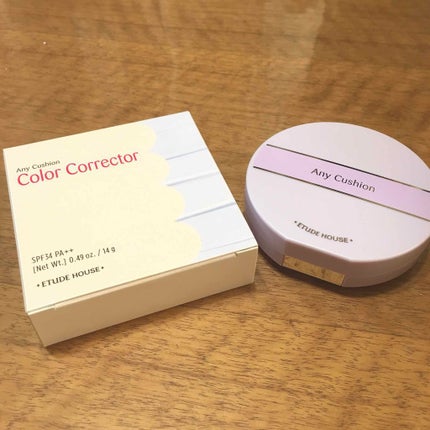 Any Cushion
Color Corrector
SPF34 PA++
[Net Wt.] 0.49 oz. / 14 g
• ETUDE HOUSE •
Any Cushion
• ETUDE HOUSE •